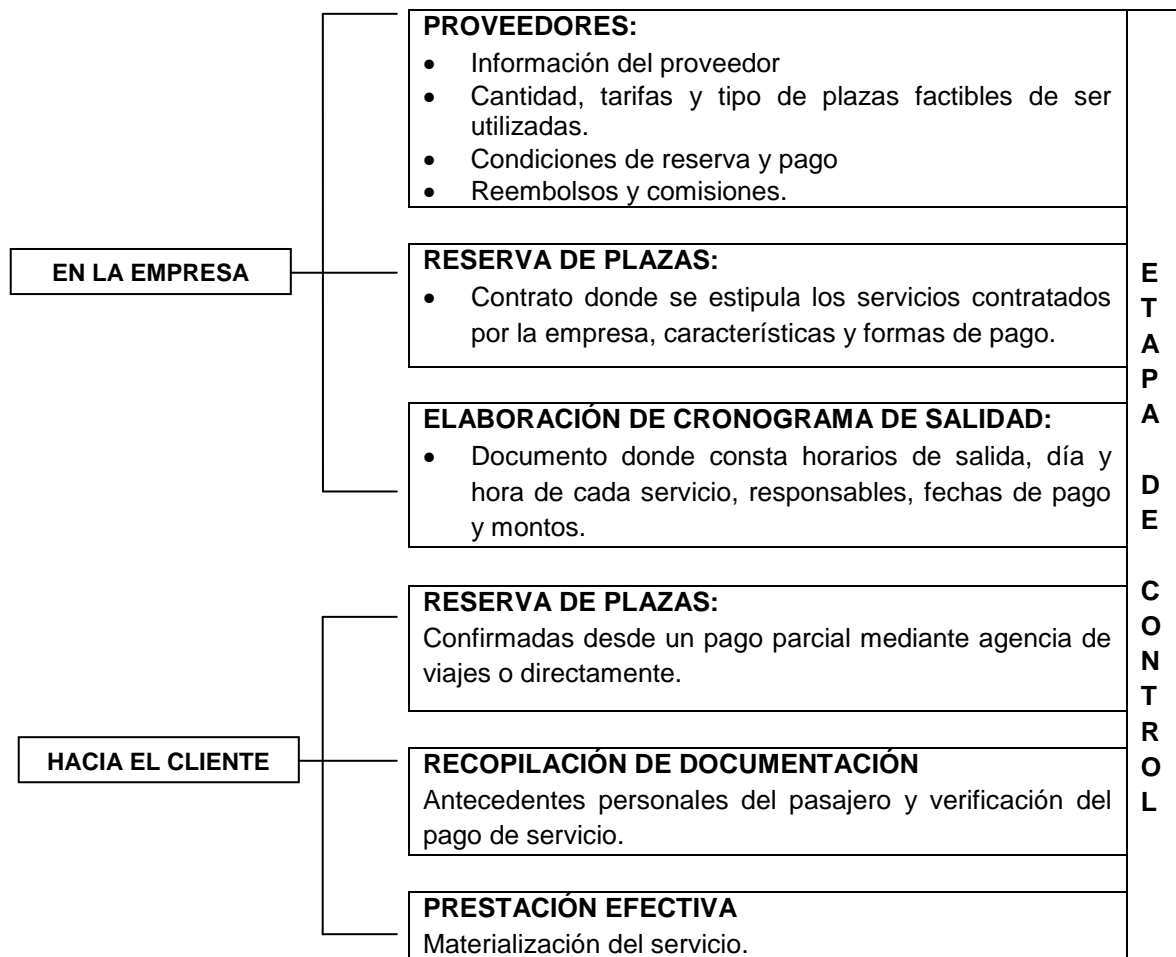 PROVEEDORES:
• Información del proveedor
• Cantidad, tarifas y tipo de plazas factibles de ser
utilizadas.
• Condiciones de reserva y pago
• Reembolsos y comisiones.
EN LA EMPRESA
RESERVA DE PLAZAS:
• Contrato donde se estipula los servicios contratados
por la empresa, características y formas de pago.
ELABORACIÓN DE CRONOGRAMA DE SALIDAD:
• Documento donde consta horarios de salida, día y
hora de cada servicio, responsables, fechas de pago
y montos.
HACIA EL CLIENTE
RESERVA DE PLAZAS:
Confirmadas desde un pago parcial mediante agencia de
viajes o directamente.
RECOPILACIÓN DE DOCUMENTACIÓN
Antecedentes personales del pasajero y verificación del
pago de servicio.
PRESTACIÓN EFECTIVA
Materialización del servicio.
ETAPA DE CONTROL